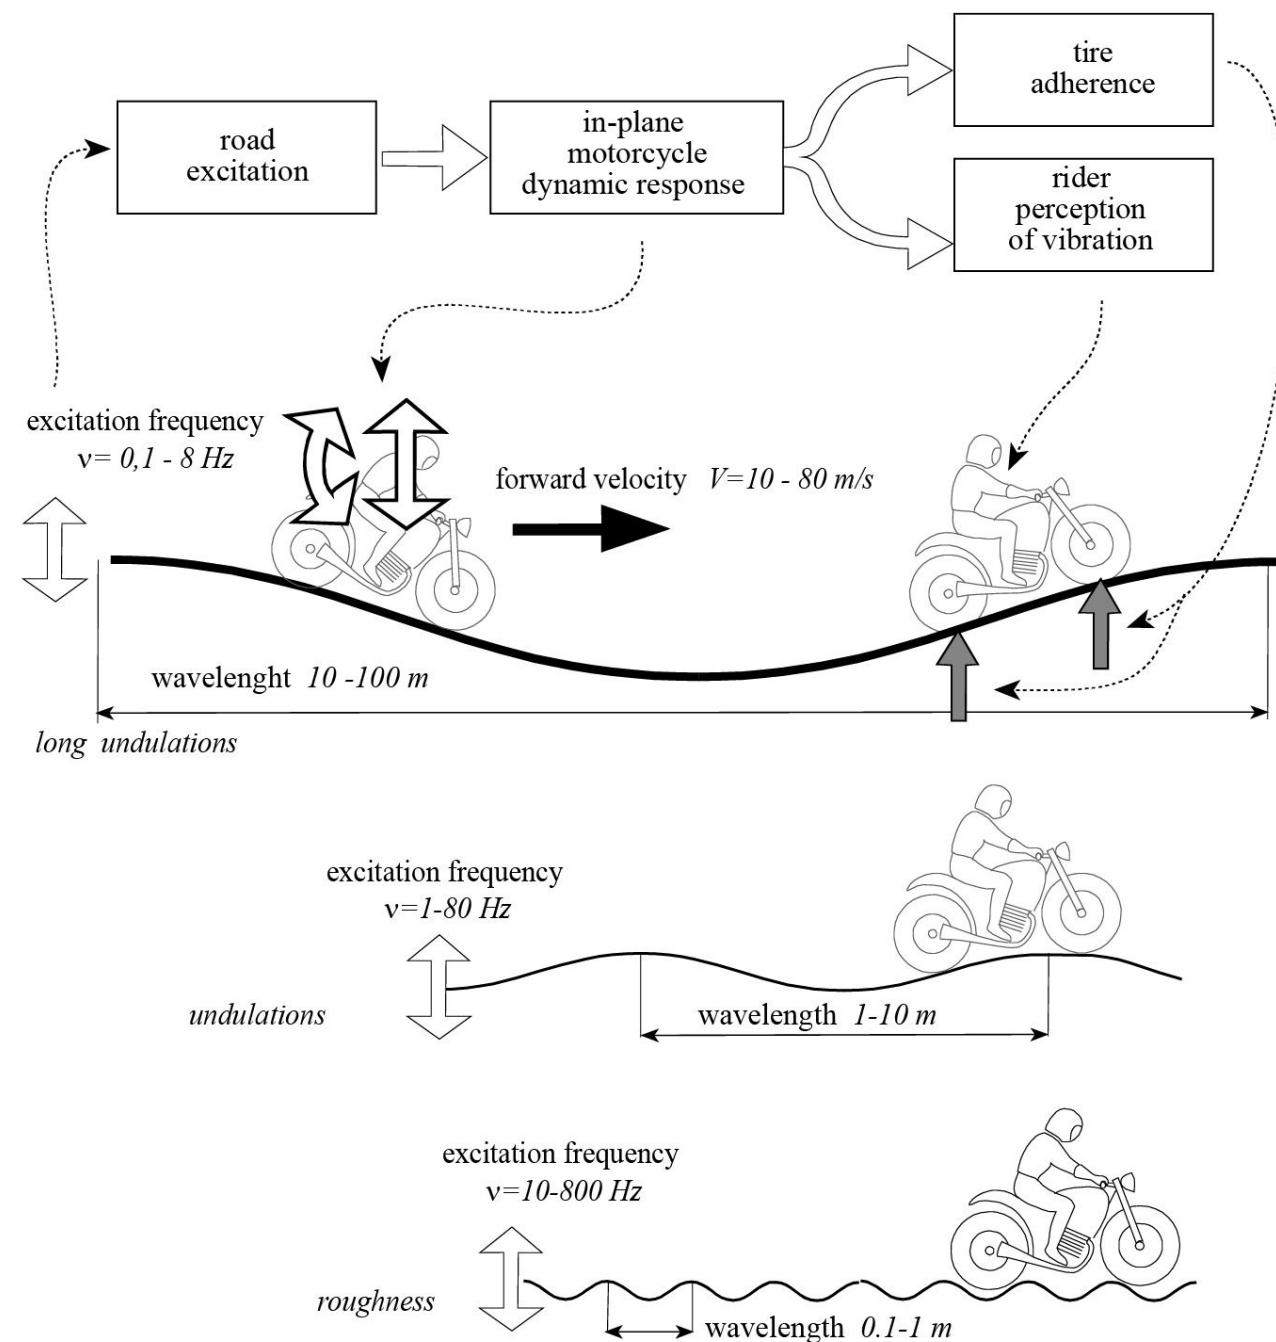 tire
adherence
road
excitation
in-plane
motorcycle
dynamic response
rider
perception
of vibration
excitation frequency
ν= 0,1 - 8 Hz
forward velocity V=10 - 80 m/s
wavelenght 10 -100 m
long undulations
excitation frequency
ν=1-80 Hz
undulations
wavelength 1-10 m
excitation frequency
ν=10-800 Hz
roughness
wavelength 0.1-1 m